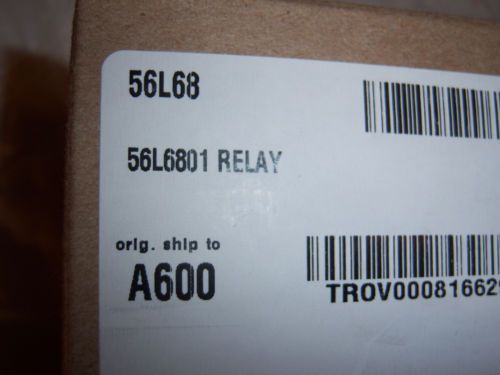 56L68
56L6801 RELAY
orig. ship to
A600
TROV00081662